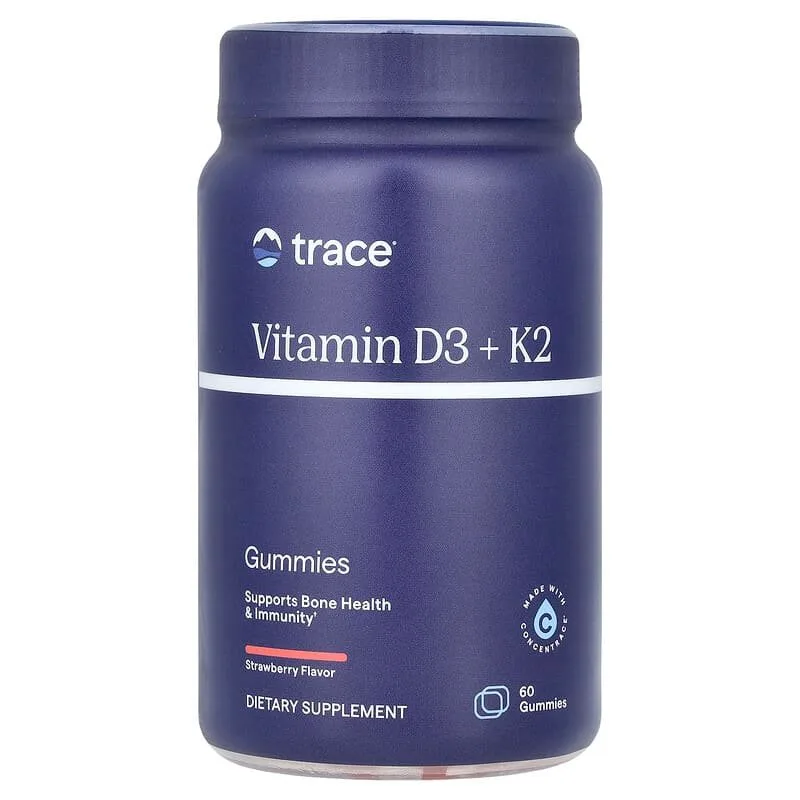 trace
Vitamin D3 + K2
Gummies
Supports Bone Health
& Immunity†
Strawberry Flavor
DIETARY SUPPLEMENT
MADE WITH
C
CONCENTRACE
60
Gummies